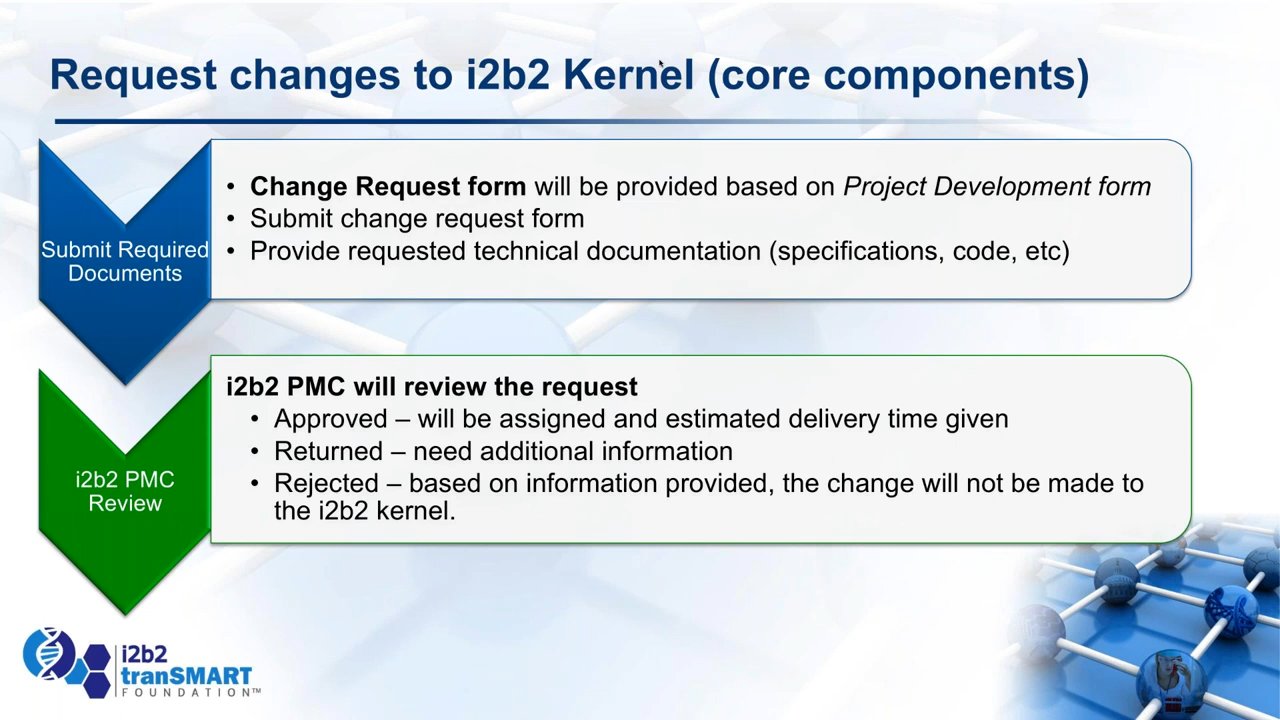 Request changes to i2b2 Kernel (core components)
Submit Required
Documents
• Change Request form will be provided based on Project Development form
• Submit change request form
• Provide requested technical documentation (specifications, code, etc)
i2b2 PMC
Review
i2b2 PMC will review the request
• Approved – will be assigned and estimated delivery time given
• Returned – need additional information
• Rejected – based on information provided, the change will not be made to
the i2b2 kernel.
i2b2
tranSMART
FOUNDATION™